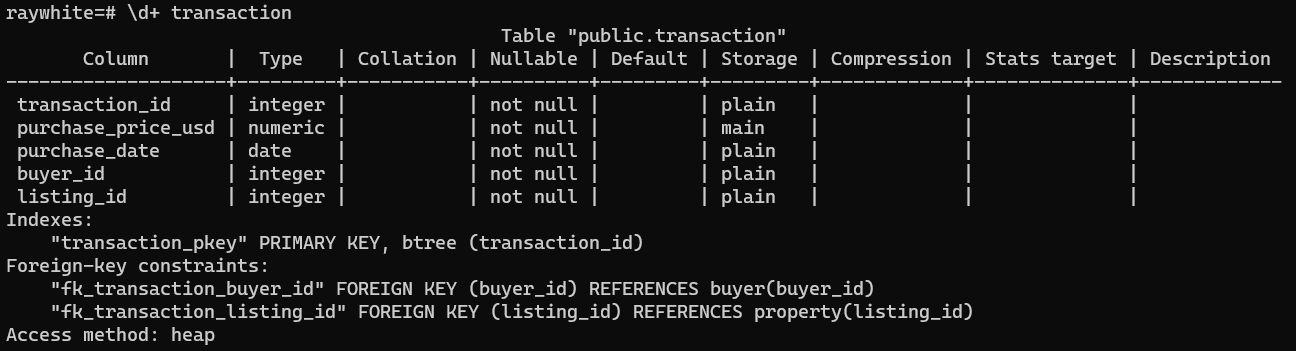 raywhite=# \d+ transaction
                                             Table "public.transaction"
       Column       |  Type   | Collation | Nullable | Default | Storage | Compression | Stats target | Description
--------------------+---------+-----------+----------+---------+---------+-------------+--------------+-------------
 transaction_id     | integer |           | not null |         | plain   |             |              |
 purchase_price_usd | numeric |           | not null |         | main    |             |              |
 purchase_date      | date    |           | not null |         | plain   |             |              |
 buyer_id           | integer |           | not null |         | plain   |             |              |
 listing_id         | integer |           | not null |         | plain   |             |              |
Indexes:
    "transaction_pkey" PRIMARY KEY, btree (transaction_id)
Foreign-key constraints:
    "fk_transaction_buyer_id" FOREIGN KEY (buyer_id) REFERENCES buyer(buyer_id)
    "fk_transaction_listing_id" FOREIGN KEY (listing_id) REFERENCES property(listing_id)
Access method: heap